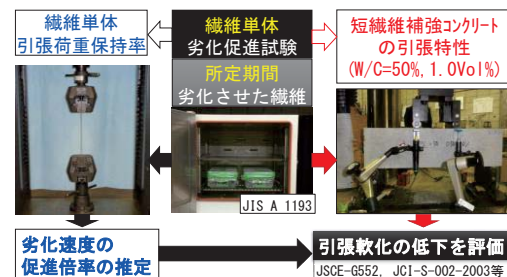 繊維単体
引張荷重保持率
繊維単体
劣化促進試験
所定期間
劣化させた繊維
短繊維補強コンクリート
の引張特性
(W/C=50%,1.0Vol%)
JIS A 1193
劣化速度の
促進倍率の推定
引張軟化の低下を評価
JSCE-G552, JCI-S-002-2003等